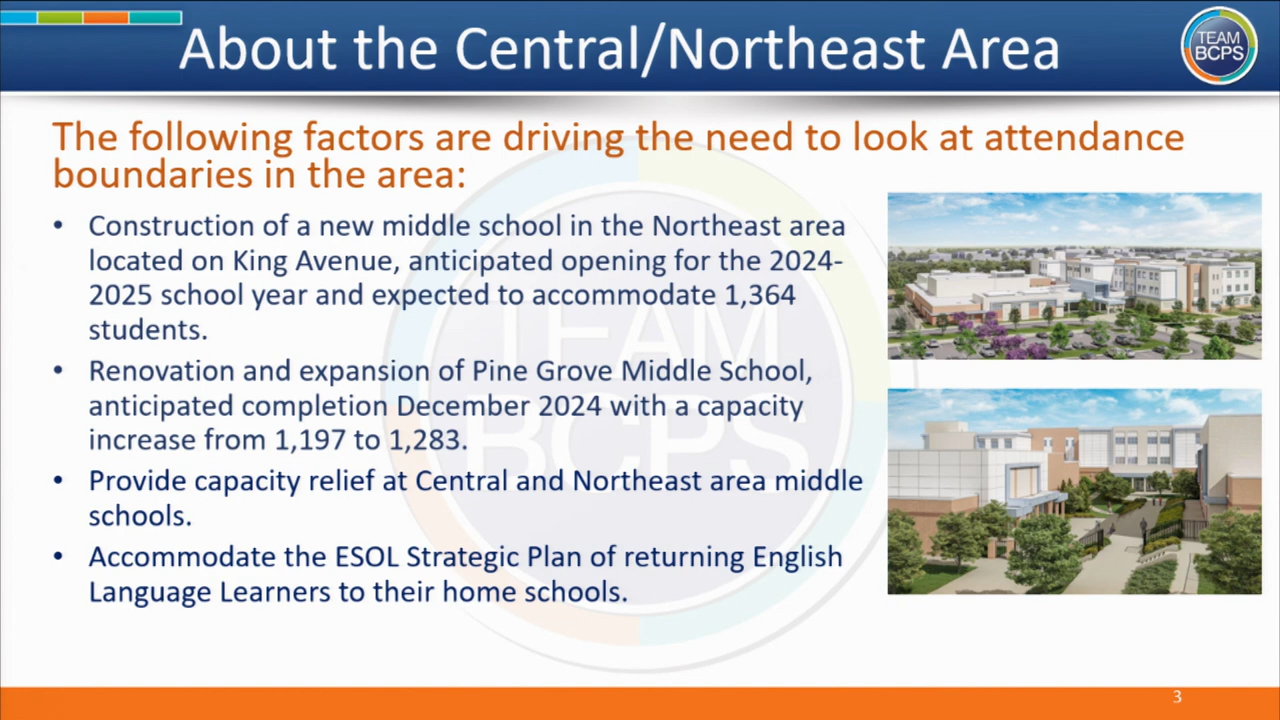 About the Central/Northeast Area
TEAM
BCPS
The following factors are driving the need to look at attendance
boundaries in the area:
• Construction of a new middle school in the Northeast area
located on King Avenue, anticipated opening for the 2024-
2025 school year and expected to accommodate 1,364
students.
• Renovation and expansion of Pine Grove Middle School,
anticipated completion December 2024 with a capacity
increase from 1,197 to 1,283.
• Provide capacity relief at Central and Northeast area middle
schools.
• Accommodate the ESOL Strategic Plan of returning English
Language Learners to their home schools.
TEAM
BCPS
3